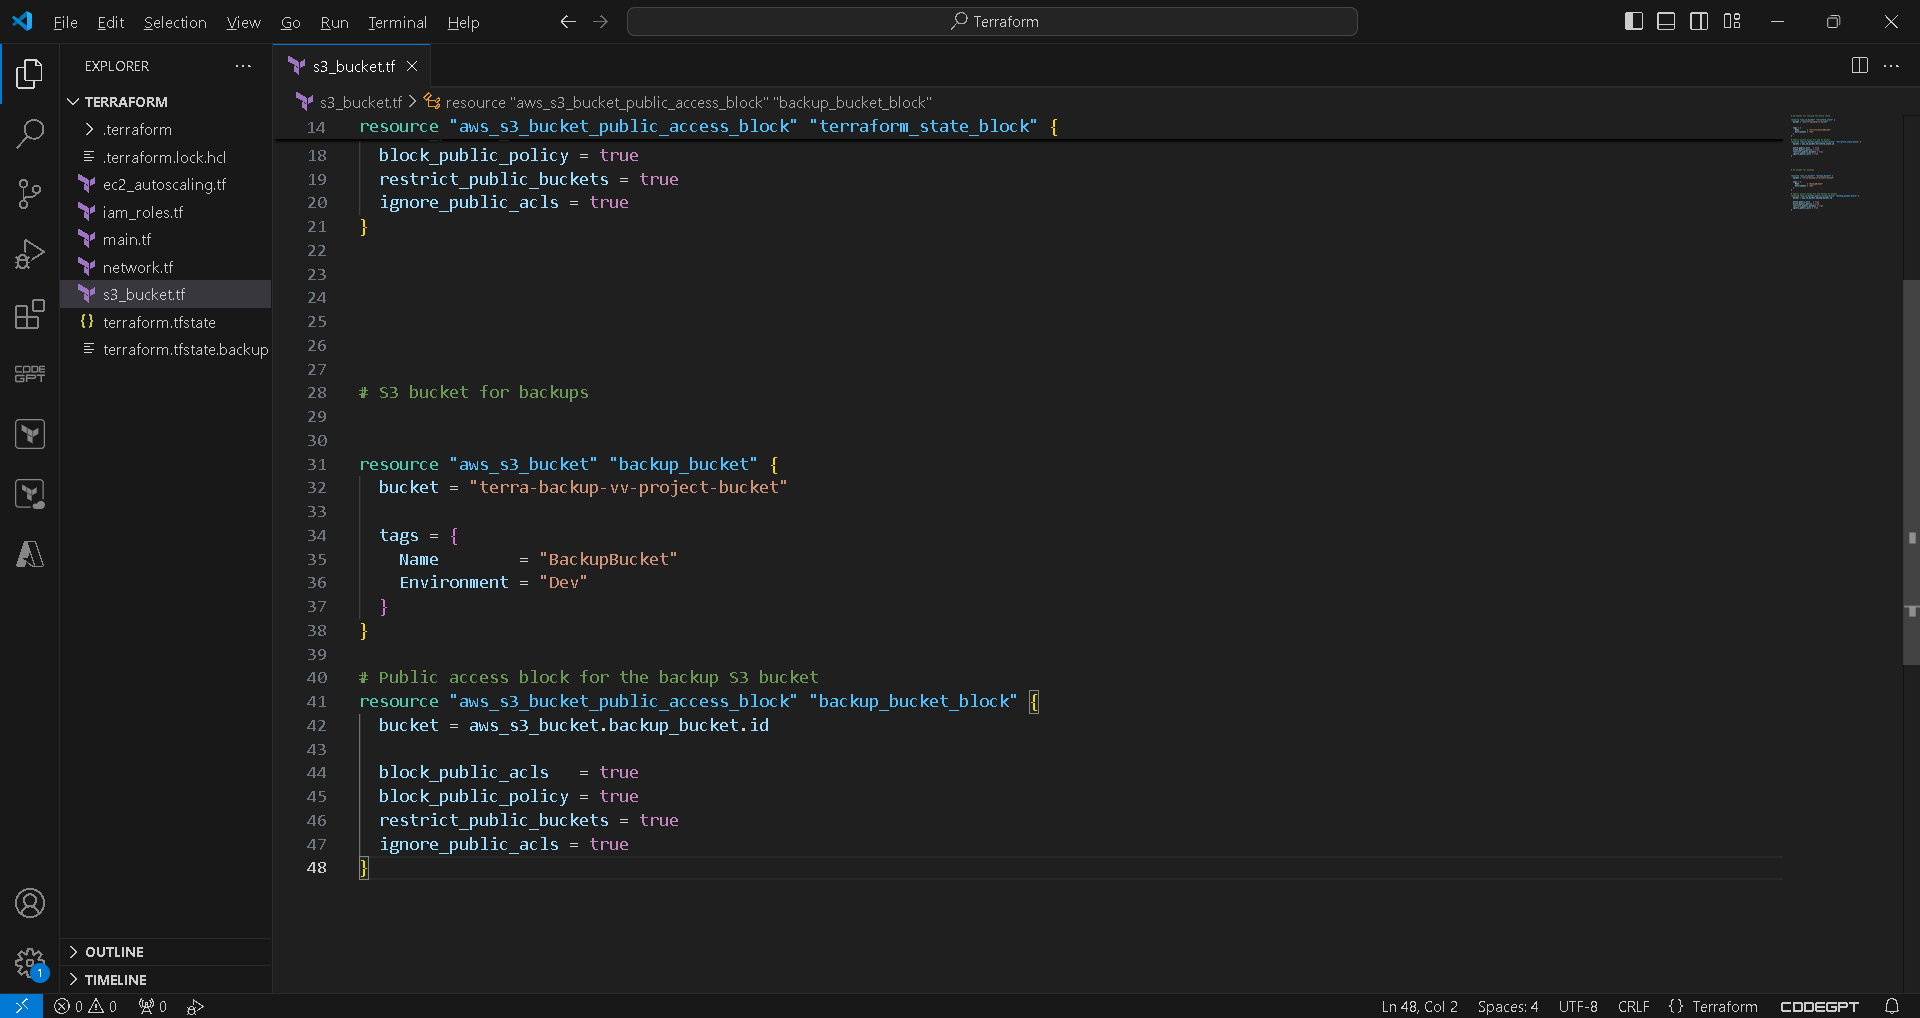 File Edit Selection View Go Run Terminal Help
Terraform
EXPLORER
s3_bucket.tf
TERRAFORM
.terraform
.terraform.lock.hcl
ec2_autoscaling.tf
iam_roles.tf
main.tf
network.tf
s3_bucket.tf
terraform.tfstate
terraform.tfstate.backup
CODE
GPT
OUTLINE
TIMELINE
1
s3_bucket.tf > resource "aws_s3_bucket_public_access_block" "backup_bucket_block"
14 resource "aws_s3_bucket_public_access_block" "terraform_state_block" {
18 block_public_policy = true
19 restrict_public_buckets = true
20 ignore_public_acls = true
21 }
22
23
24
25
26
27
28 # S3 bucket for backups
29
30
31 resource "aws_s3_bucket" "backup_bucket" {
32 bucket = "terra-backup-vv-project-bucket"
33
34 tags = {
35 Name = "BackupBucket"
36 Environment = "Dev"
37 }
38 }
39
40 # Public access block for the backup S3 bucket
41 resource "aws_s3_bucket_public_access_block" "backup_bucket_block" {
42 bucket = aws_s3_bucket.backup_bucket.id
43
44 block_public_acls = true
45 block_public_policy = true
46 restrict_public_buckets = true
47 ignore_public_acls = true
48 }
0 0 0 Ln 48, Col 2 Spaces: 4 UTF-8 CRLF {} Terraform CODEGPT